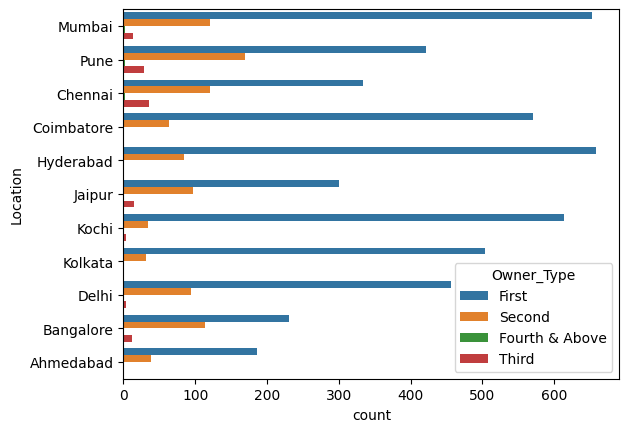 Mumbai
Pune
Chennai
Coimbatore
Hyderabad
Jaipur
Kochi
Kolkata
Delhi
Bangalore
Ahmedabad
Location
0 100 200 300 400 500 600
count
Owner_Type
First
Second
Fourth & Above
Third